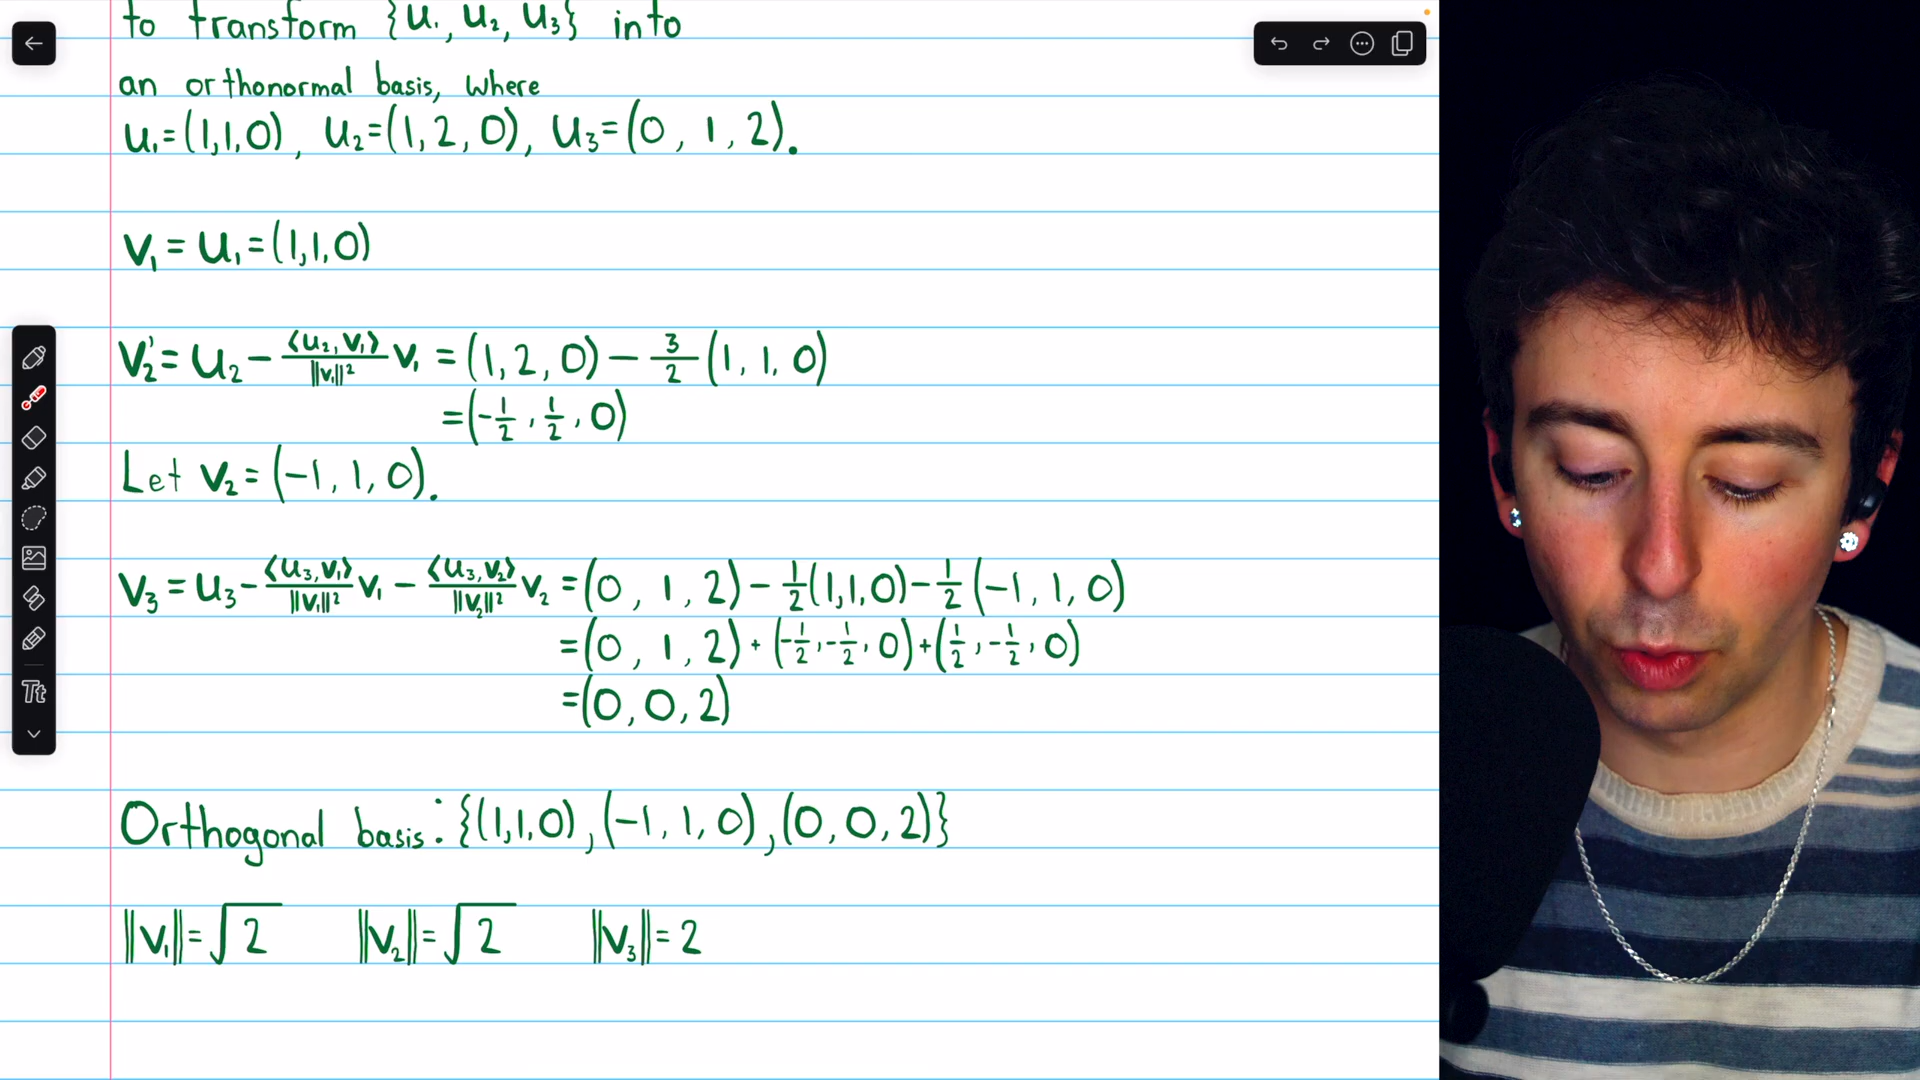 to transform {u₁, u₂, u₃} into
an orthonormal basis, where
u₁=(1,1,0), u₂=(1,2,0), u₃=(0, 1, 2).
v₁ = u₁ = (1,1,0)
v₂' = u₂ - ⟨u₂,v₁⟩/‖v₁‖² v₁ = (1,2,0) - 3/2 (1,1,0)
=(-1/2, 1/2, 0)
Let v₂ = (-1, 1, 0).
v₃ = u₃ - ⟨u₃,v₁⟩/‖v₁‖² v₁ - ⟨u₃,v₂⟩/‖v₂‖² v₂ = (0, 1, 2) - 1/2(1,1,0) - 1/2(-1, 1, 0)
=(0, 1, 2) + (-1/2, -1/2, 0) + (1/2, -1/2, 0)
=(0, 0, 2)
Orthogonal basis: {(1,1,0), (-1, 1, 0), (0, 0, 2)}
‖v₁‖ = √2 ‖v₂‖ = √2 ‖v₃‖ = 2
Tt